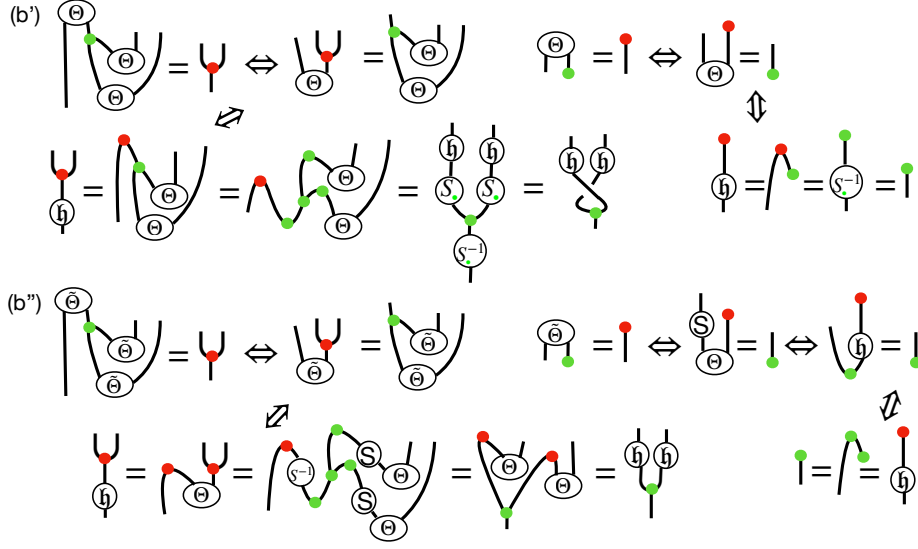 (b') Θ Θ Θ = ⇔ Θ = Θ Θ Θ = ⇔ Θ =
⇔ ⇕
𝔥 = Θ Θ = Θ Θ = 𝔥 𝔥 S. S. S.⁻¹ = 𝔥 𝔥 𝔥 = = S.⁻¹ =
(b") Θ̃ Θ̃ Θ̃ = ⇔ Θ̃ = Θ̃ Θ̃ Θ̃ = ⇔ S Θ = ⇔ 𝔥 =
⇔ ⇔
𝔥 = Θ = S⁻¹ S S Θ Θ = Θ Θ = 𝔥 𝔥 = = 𝔥